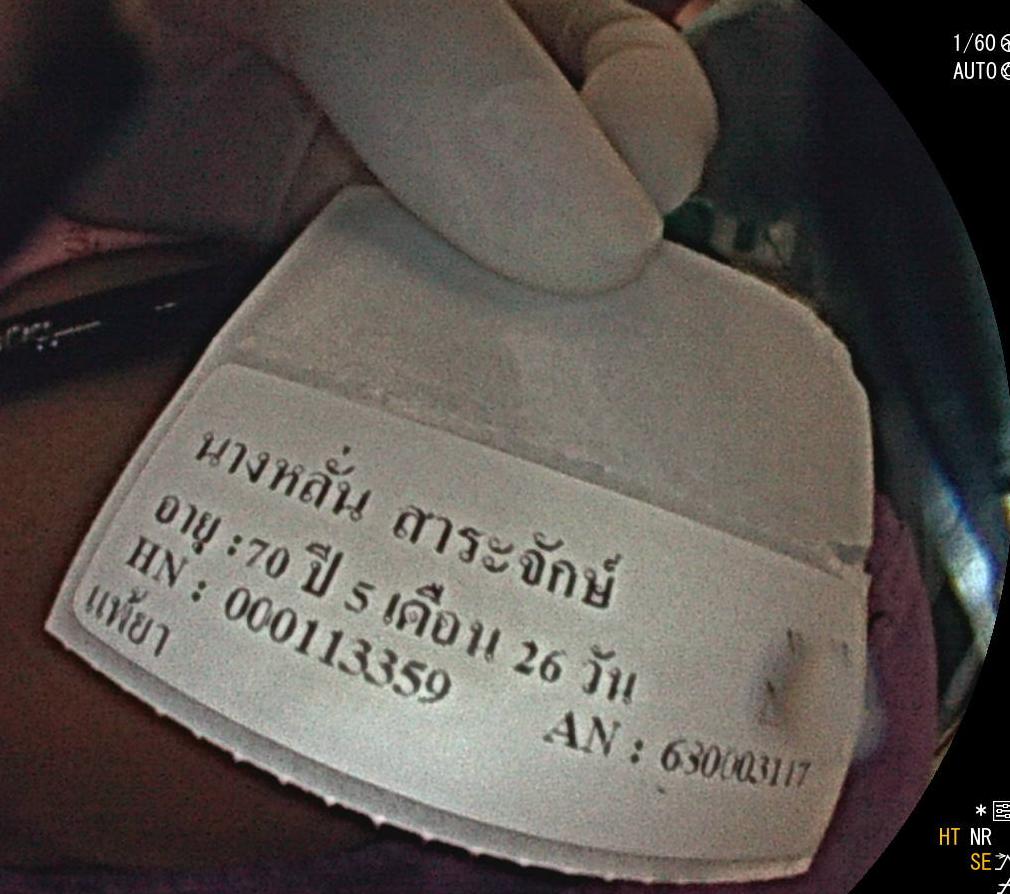 1/60
AUTO
นางหลั่น สาระจักษ์
อายุ :70 ปี 5 เดือน 26 วัน
HN : 000113359
AN : 630003117
แพ้ยา
* 
HT NR
SE